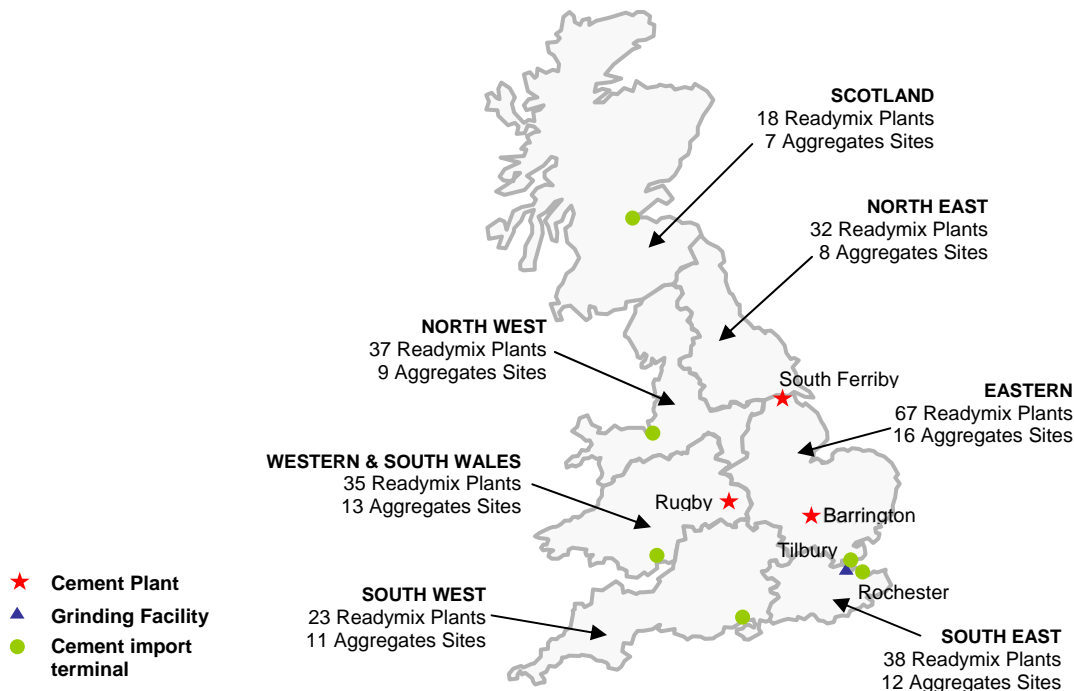 SCOTLAND
18 Readymix Plants
7 Aggregates Sites
NORTH EAST
32 Readymix Plants
8 Aggregates Sites
NORTH WEST
37 Readymix Plants
9 Aggregates Sites
South Ferriby
EASTERN
67 Readymix Plants
16 Aggregates Sites
WESTERN & SOUTH WALES
35 Readymix Plants
13 Aggregates Sites
Rugby
Barrington
Tilbury
Rochester
SOUTH WEST
23 Readymix Plants
11 Aggregates Sites
SOUTH EAST
38 Readymix Plants
12 Aggregates Sites
Cement Plant
Grinding Facility
Cement import
terminal